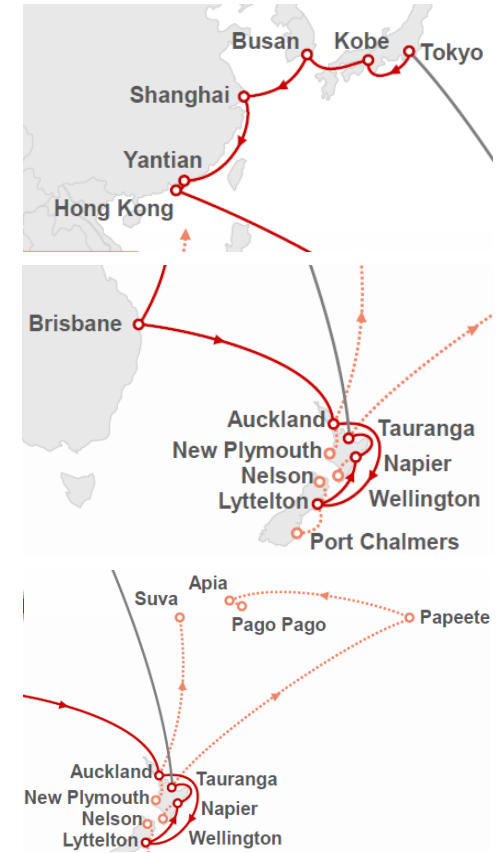 Busan
Kobe
Tokyo
Shanghai
Yantian
Hong Kong
Brisbane
Auckland
Tauranga
New Plymouth
Napier
Nelson
Lyttelton
Wellington
Port Chalmers
Apia
Suva
Pago Pago
Papeete
Auckland
Tauranga
New Plymouth
Napier
Nelson
Lyttelton
Wellington